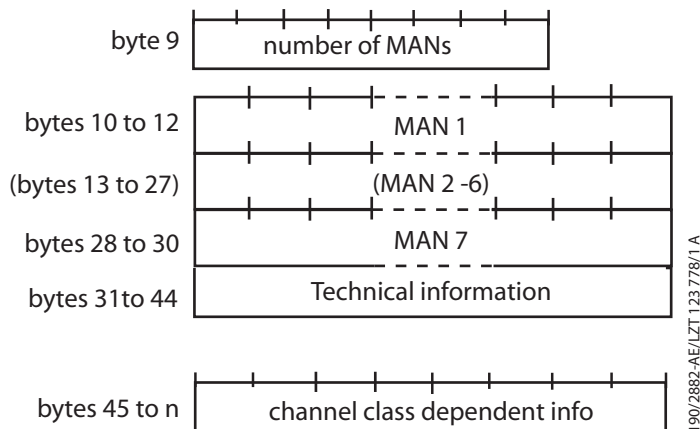 byte 9 number of MANs
bytes 10 to 12 MAN 1
(bytes 13 to 27) (MAN 2 -6)
bytes 28 to 30 MAN 7
bytes 31to 44 Technical information
bytes 45 to n channel class dependent info
190/2882-AE/LZT 123 778/1 A